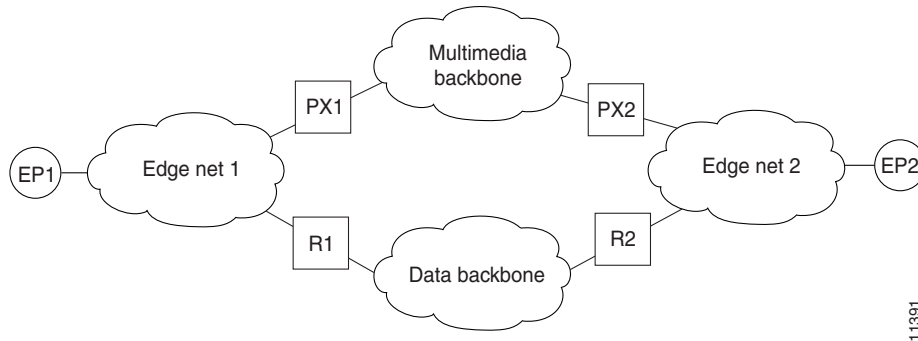 Multimedia
backbone
PX1
PX2
EP1
Edge net 1
Edge net 2
EP2
R1
R2
Data backbone
11391